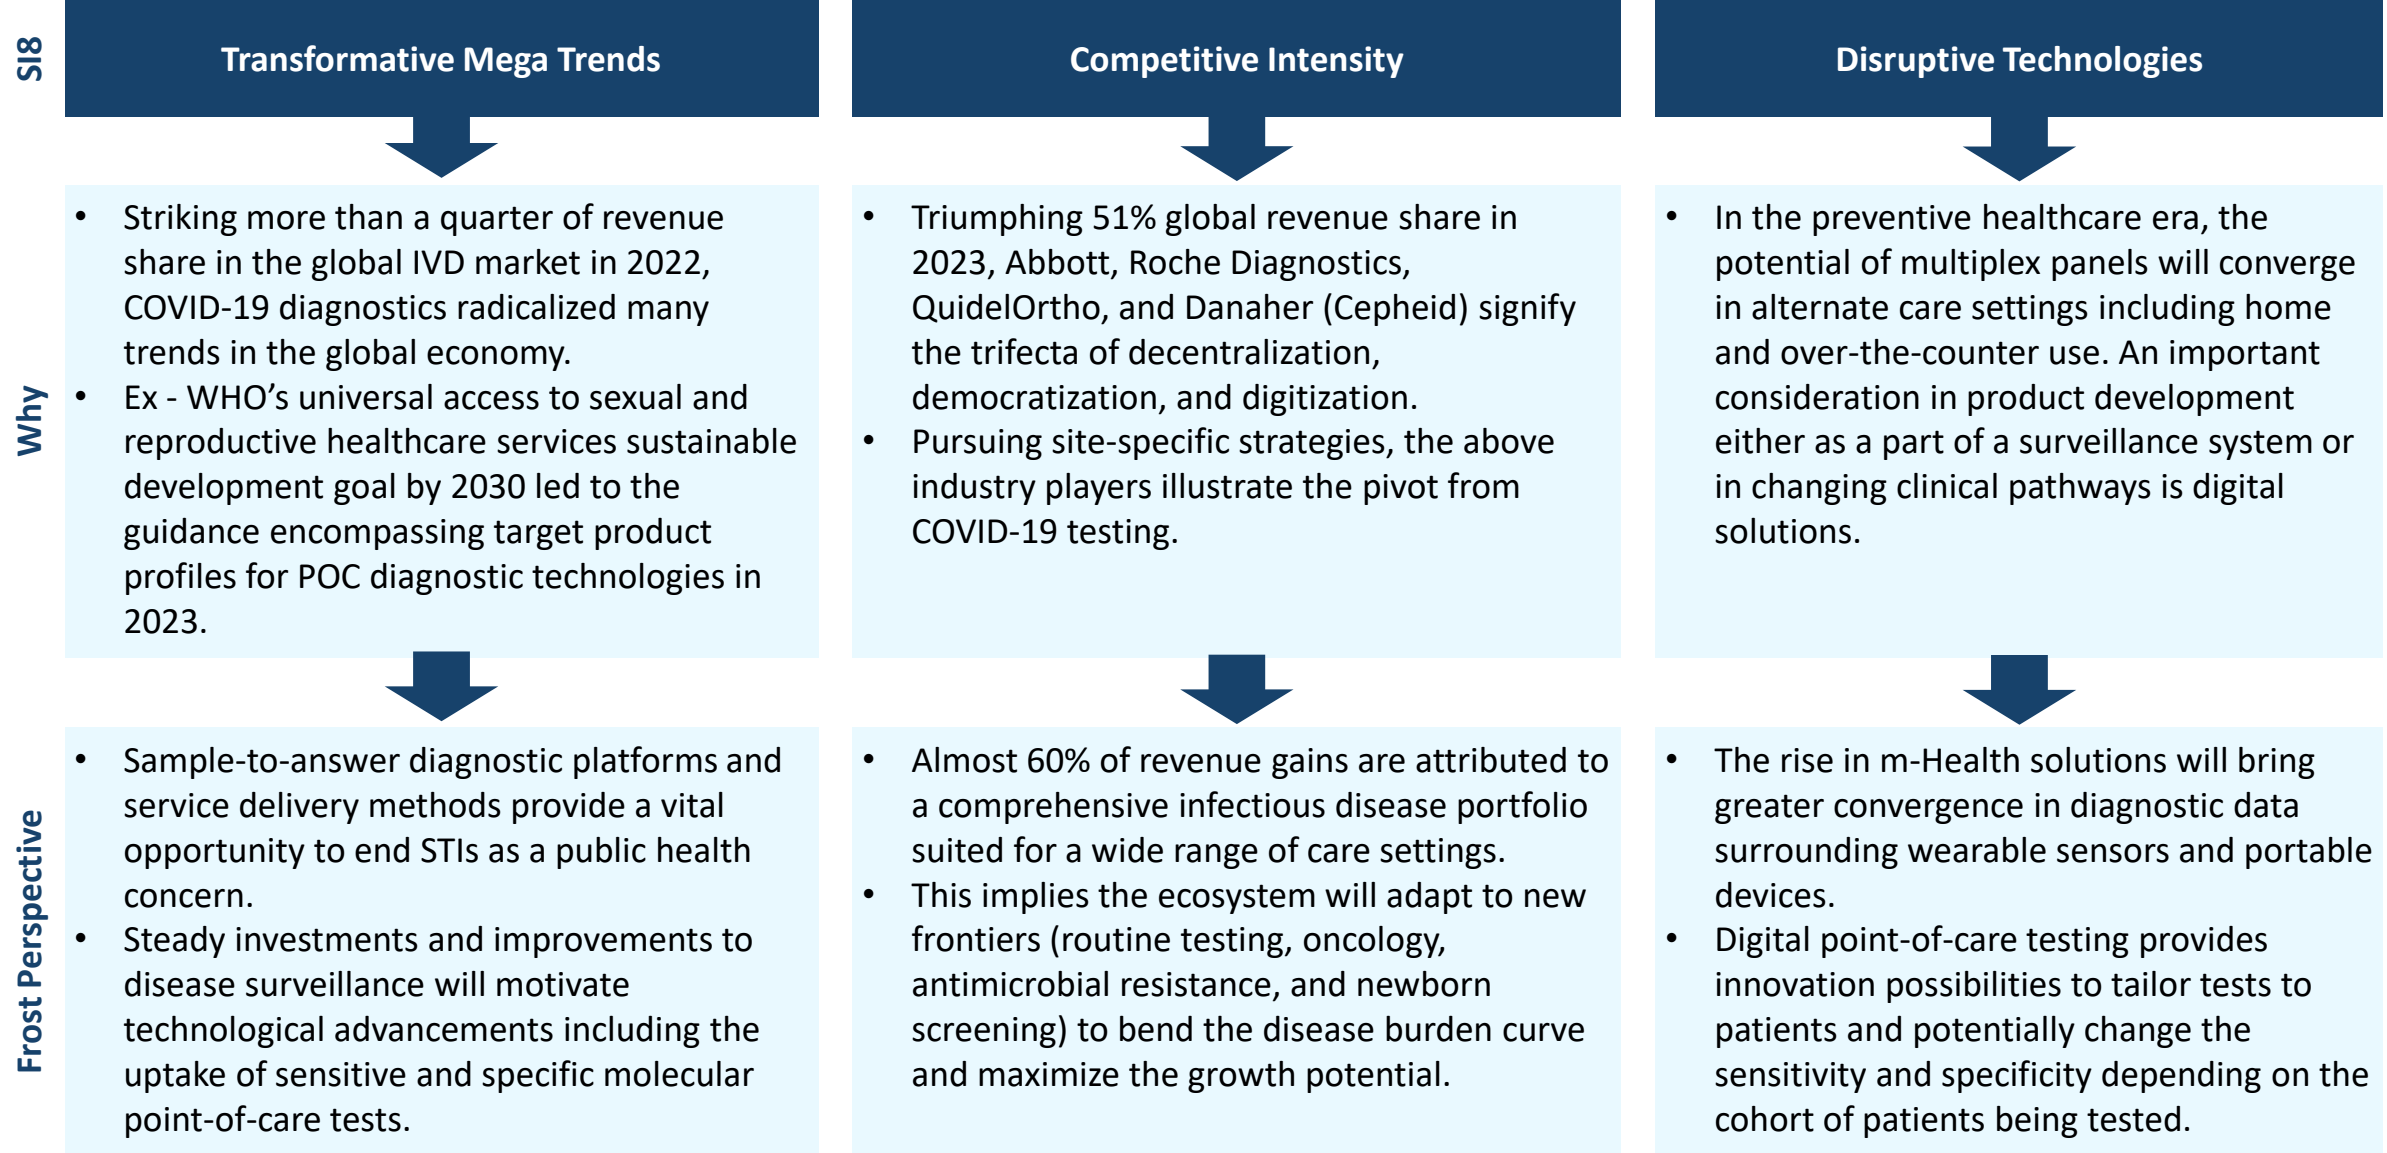 SI8
Transformative Mega Trends
Competitive Intensity
Disruptive Technologies
Why
• Striking more than a quarter of revenue
share in the global IVD market in 2022,
COVID-19 diagnostics radicalized many
trends in the global economy.
• Ex - WHO’s universal access to sexual and
reproductive healthcare services sustainable
development goal by 2030 led to the
guidance encompassing target product
profiles for POC diagnostic technologies in
2023.
• Triumphing 51% global revenue share in
2023, Abbott, Roche Diagnostics,
QuidelOrtho, and Danaher (Cepheid) signify
the trifecta of decentralization,
democratization, and digitization.
• Pursuing site-specific strategies, the above
industry players illustrate the pivot from
COVID-19 testing.
• In the preventive healthcare era, the
potential of multiplex panels will converge
in alternate care settings including home
and over-the-counter use. An important
consideration in product development
either as a part of a surveillance system or
in changing clinical pathways is digital
solutions.
Frost Perspective
• Sample-to-answer diagnostic platforms and
service delivery methods provide a vital
opportunity to end STIs as a public health
concern.
• Steady investments and improvements to
disease surveillance will motivate
technological advancements including the
uptake of sensitive and specific molecular
point-of-care tests.
• Almost 60% of revenue gains are attributed to
a comprehensive infectious disease portfolio
suited for a wide range of care settings.
• This implies the ecosystem will adapt to new
frontiers (routine testing, oncology,
antimicrobial resistance, and newborn
screening) to bend the disease burden curve
and maximize the growth potential.
• The rise in m-Health solutions will bring
greater convergence in diagnostic data
surrounding wearable sensors and portable
devices.
• Digital point-of-care testing provides
innovation possibilities to tailor tests to
patients and potentially change the
sensitivity and specificity depending on the
cohort of patients being tested.